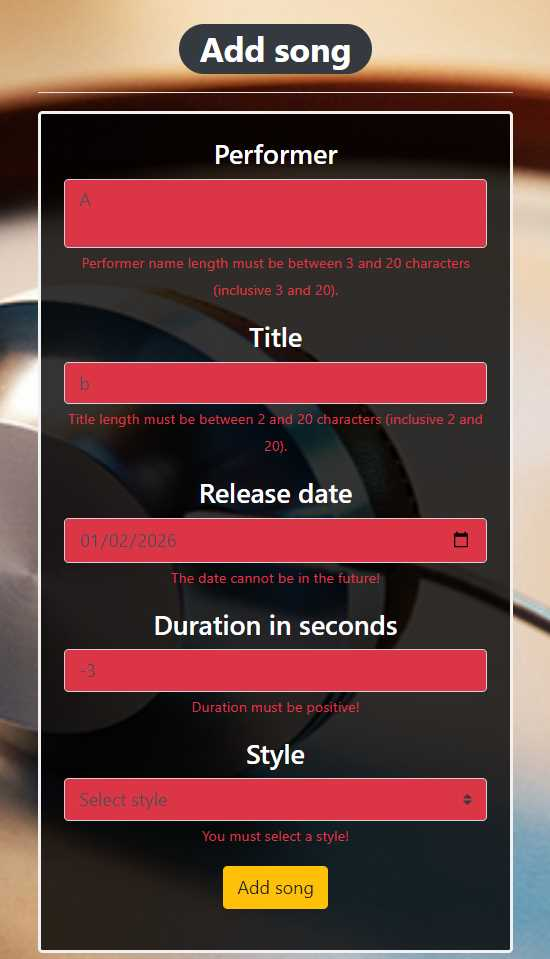 Add song
Performer
A
Performer name length must be between 3 and 20 characters
(inclusive 3 and 20).
Title
b
Title length must be between 2 and 20 characters (inclusive 2 and
20).
Release date
01/02/2026
The date cannot be in the future!
Duration in seconds
-3
Duration must be positive!
Style
Select style
You must select a style!
Add song